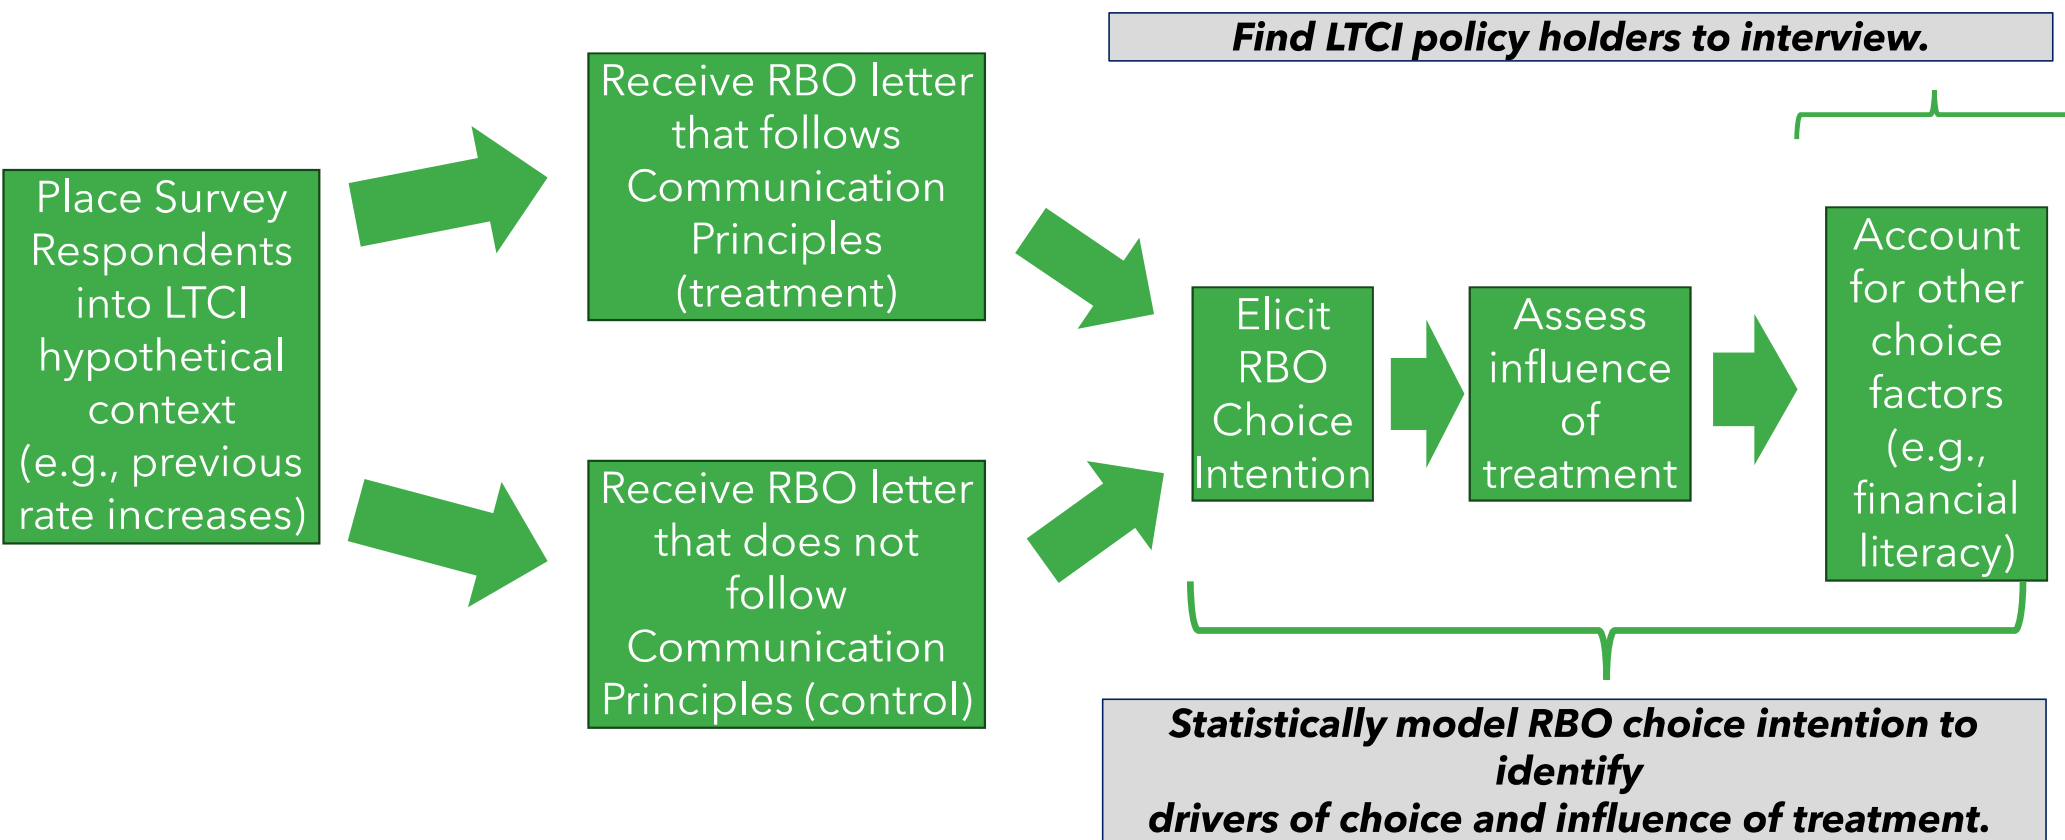 Find LTCI policy holders to interview.
Place Survey
Respondents
into LTCI
hypothetical
context
(e.g., previous
rate increases)
Receive RBO letter
that follows
Communication
Principles
(treatment)
Receive RBO letter
that does not
follow
Communication
Principles (control)
Elicit
RBO
Choice
Intention
Assess
influence
of
treatment
Account
for other
choice
factors
(e.g.,
financial
literacy)
Statistically model RBO choice intention to
identify
drivers of choice and influence of treatment.